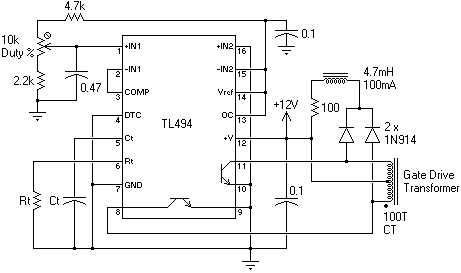 4.7k
10k
Duty %
2.2k
0.47
+IN1
1
-IN1
2
COMP
3
DTC
4
Ct
5
Rt
6
GND
7
8
TL494
+IN2
16
-IN2
15
Vref
14
OC
13
+V
12
11
10
9
0.1
+12V
0.1
4.7mH
100mA
100
2 x
1N914
Gate Drive
Transformer
100T
CT
Rt
Ct